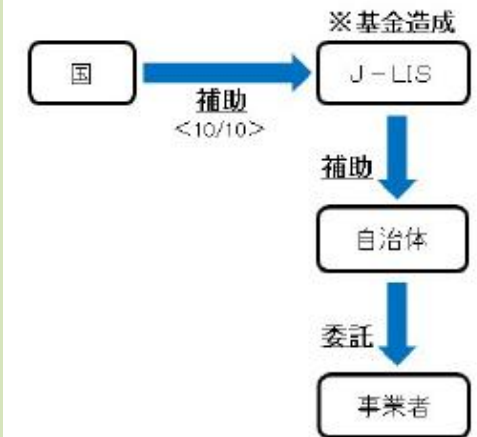 ※基金造成
国
J-LIS
補助
<10/10>
補助
自治体
委託
事業者